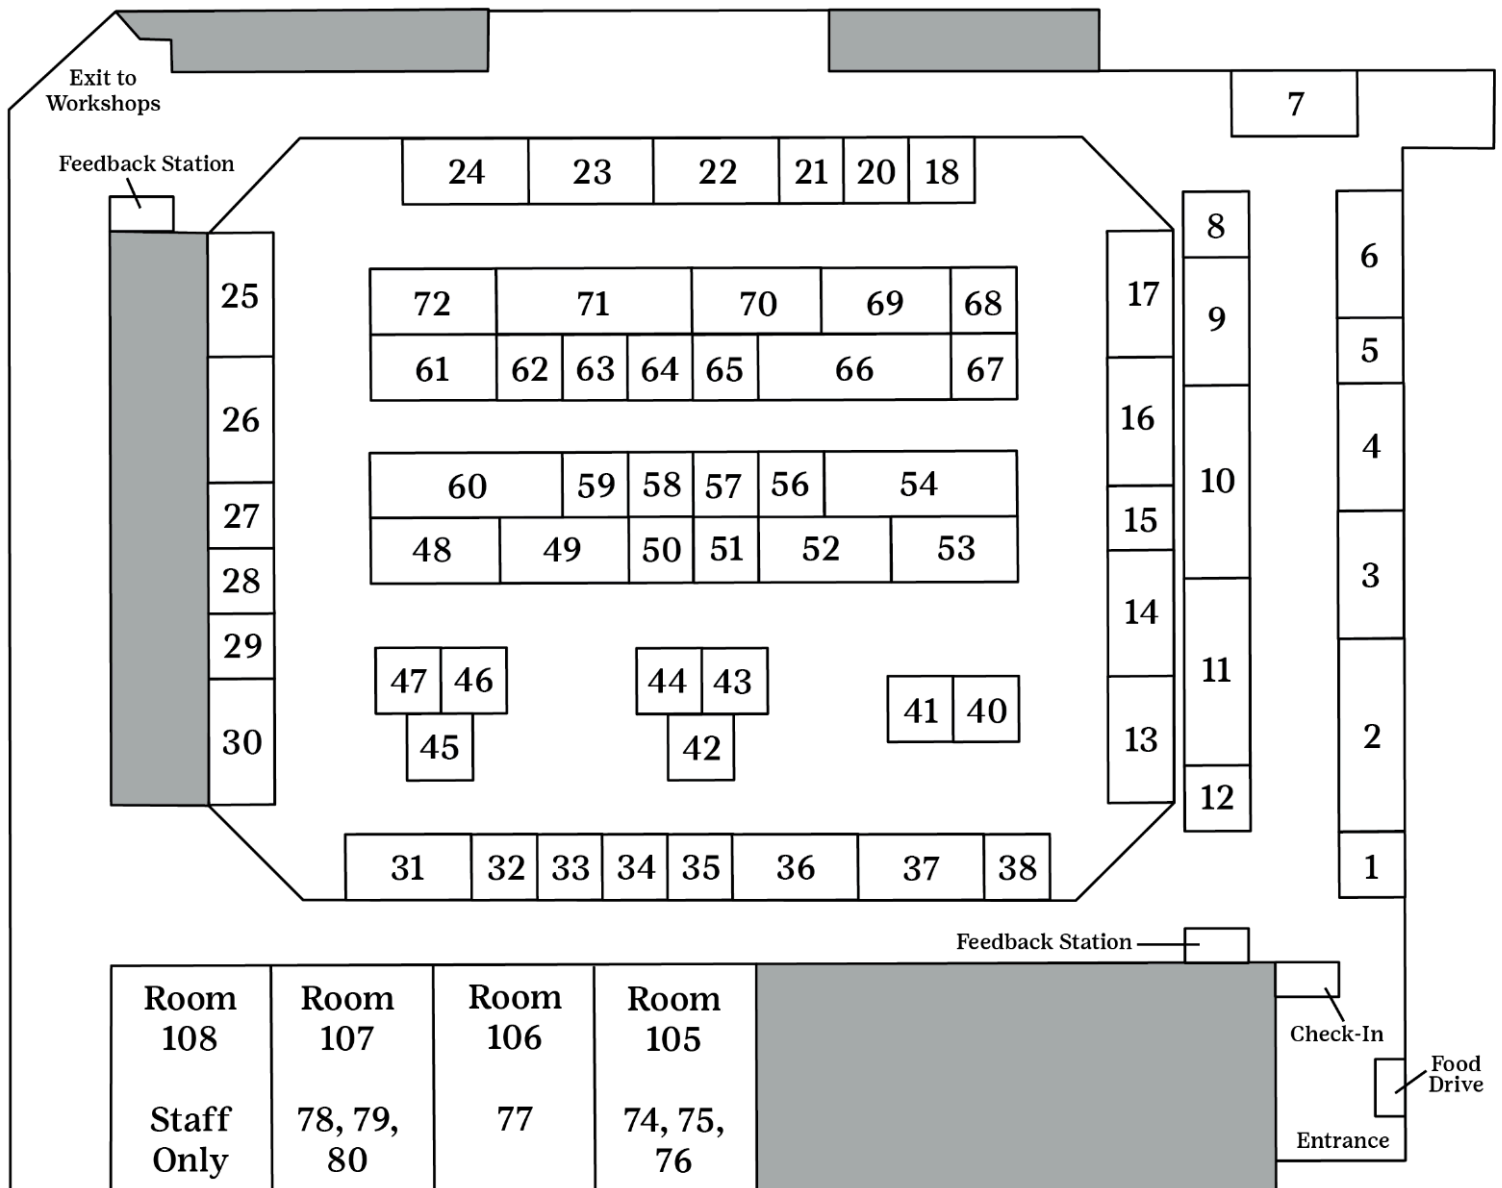 Exit to
Workshops
7
Feedback Station
24 23 22 21 20 18
8
6
25
72 71 70 69 68
17
9
5
61 62 63 64 65 66 67
26
16
4
60 59 58 57 56 54
10
27
15
48 49 50 51 52 53
3
28
14
29
47 46
44 43
11
41 40
30
45
42
13
2
12
31 32 33 34 35 36 37 38
1
Feedback Station
Room
108
Staff
Only
Room
107
78, 79,
80
Room
106
77
Room
105
74, 75,
76
Check-In
Food
Drive
Entrance